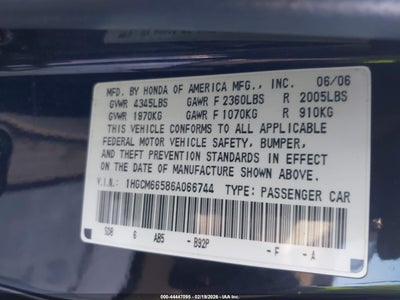 MFD. BY HONDA OF AMERICA MFG., INC. 06/06
GVWR 4345LBS GAWR F 2360LBS R 2005LBS
GVWR 1970KG GAWR F 1070KG R 910KG
THIS VEHICLE CONFORMS TO ALL APPLICABLE
FEDERAL MOTOR VEHICLE SAFETY, BUMPER,
AND THEFT PREVENTION STANDARDS IN EFFECT
ON THE DATE OF MANUFACTURE SHOWN ABOVE.
V.I.N.: 1HGCM66586A066744 TYPE: PASSENGER CAR
SDB 6 AB5 - B92P - F - A
000-44447095 - 02/19/2026 - IAA Inc.